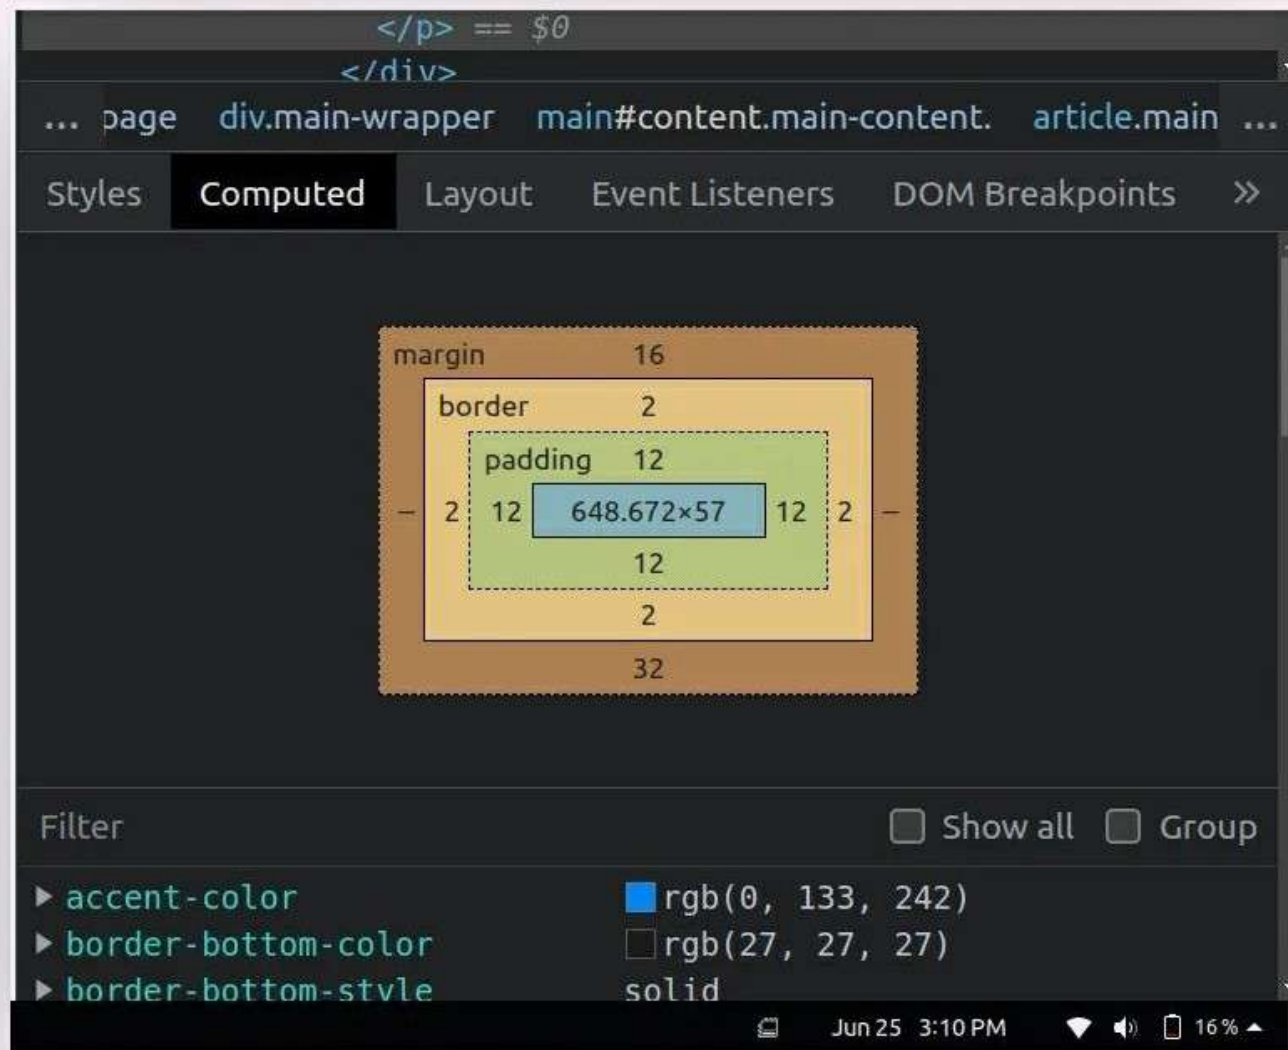 </p> == $0
</div>
... page div.main-wrapper main#content.main-content. article.main ...
Styles Computed Layout Event Listeners DOM Breakpoints »
margin 16
border 2
padding 12
– 2 12 648.672×57 12 2 –
12
2
32
Filter Show all Group
accent-color rgb(0, 133, 242)
border-bottom-color rgb(27, 27, 27)
border-bottom-style solid
Jun 25 3:10 PM 16%